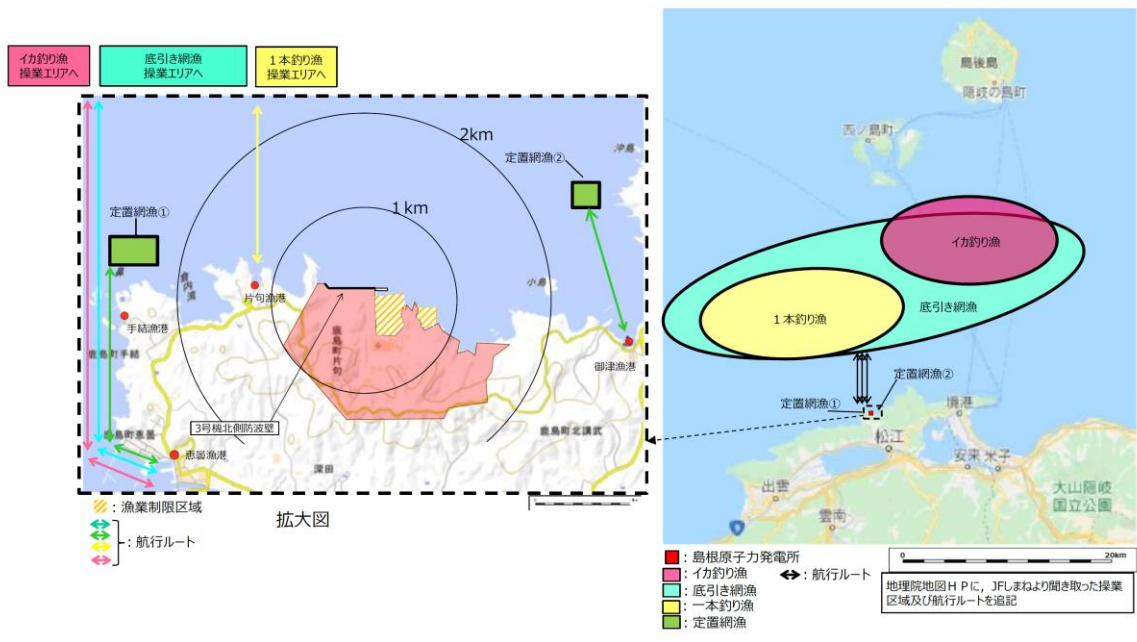 イカ釣り漁
操業エリアへ
底引き網漁
操業エリアへ
1本釣り漁
操業エリアへ
2km
1km
定置網漁②
沖島
定置網漁①
倉内湾
鼻
小島
片句漁港
手結漁港
鹿島町手結
鹿島町片句
御津漁港
3号機北側防波壁
鹿島町恵曇
恵曇漁港
深田
鹿島町北講武
:漁業制限区域
:航行ルート
拡大図
島後島
隠岐の島町
西ノ島町
イカ釣り漁
底引き網漁
1本釣り漁
定置網漁②
定置網漁①
境港
松江
安来
米子
出雲
雲南
大山隠岐
国立公園
9
0
20km
:島根原子力発電所
:イカ釣り漁
:航行ルート
:底引き網漁
:一本釣り漁
:定置網漁
地理院地図HPに,JFしまねより聞き取った操業
区域及び航行ルートを追記